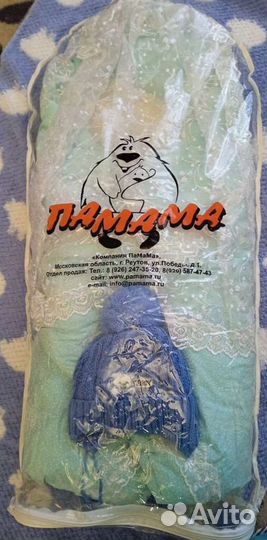 ПАМАМА
«Компания ПаМаМа»,
Московская область, г. Реутов, ул.Победы, д.1.
Отдел продаж: Тел.: 8 (926) 247-35-20, 8(929) 587-47-43
сайт: www.pamama.ru
e-mail: info@pamama.ru
Avito